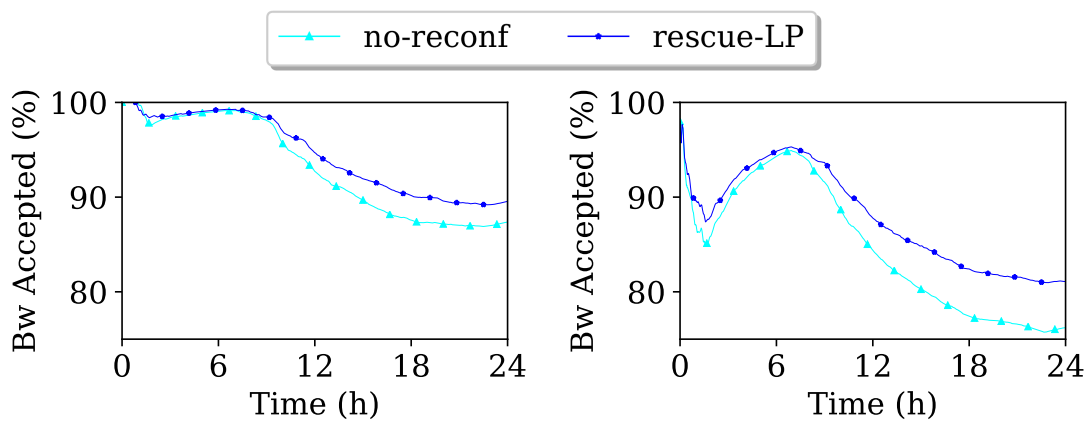 no-reconf rescue-LP
Bw Accepted (%)
100
90
80
0 6 12 18 24
Time (h)
Bw Accepted (%)
100
90
80
0 6 12 18 24
Time (h)